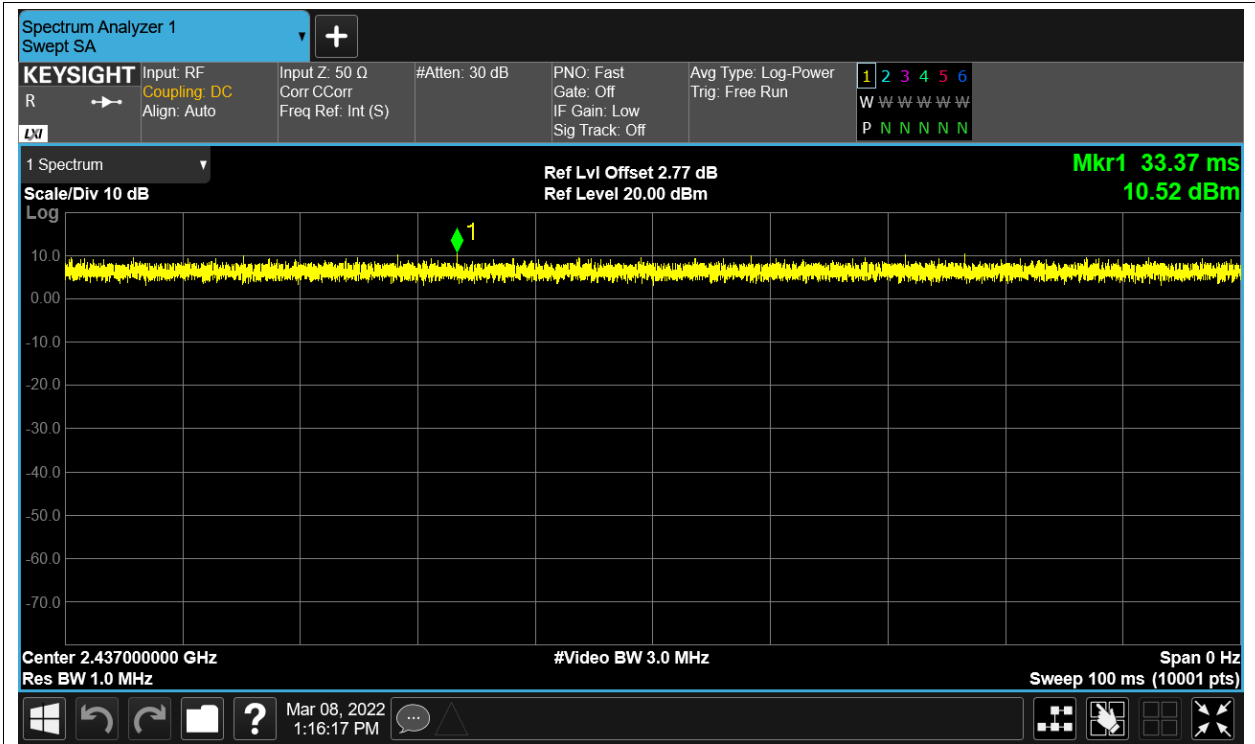 Spectrum Analyzer 1
Swept SA
KEYSIGHT
R
LXI
Input: RF
Coupling: DC
Align: Auto
Input Z: 50 Ω
Corr CCorr
Freq Ref: Int (S)
#Atten: 30 dB
PNO: Fast
Gate: Off
IF Gain: Low
Sig Track: Off
Avg Type: Log-Power
Trig: Free Run
1 2 3 4 5 6
W W W W W W
P N N N N N
1 Spectrum
Scale/Div 10 dB
Ref Lvl Offset 2.77 dB
Ref Level 20.00 dBm
Mkr1 33.37 ms
10.52 dBm
Log
1
10.0
0.00
-10.0
-20.0
-30.0
-40.0
-50.0
-60.0
-70.0
Center 2.437000000 GHz
Res BW 1.0 MHz
#Video BW 3.0 MHz
Span 0 Hz
Sweep 100 ms (10001 pts)
?
Mar 08, 2022
1:16:17 PM